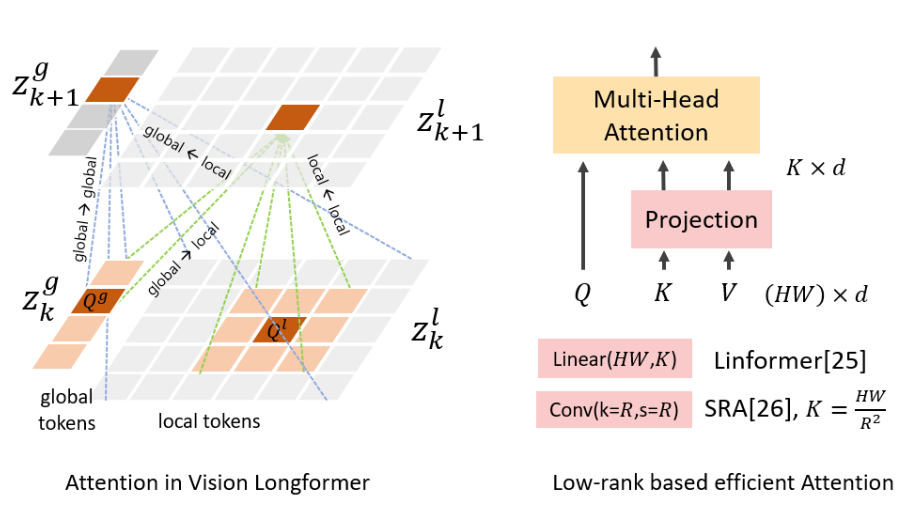 Z^g_{k+1}
Z^l_{k+1}
global ← local
local ← local
global → global
global → local
Z^g_k
Q^g
Q^l
Z^l_k
global
tokens
local tokens
Attention in Vision Longformer
Multi-Head
Attention
K × d
Projection
Q K V (HW) × d
Linear(HW,K) Linformer[25]
Conv(k=R,s=R) SRA[26], K = HW/R²
Low-rank based efficient Attention